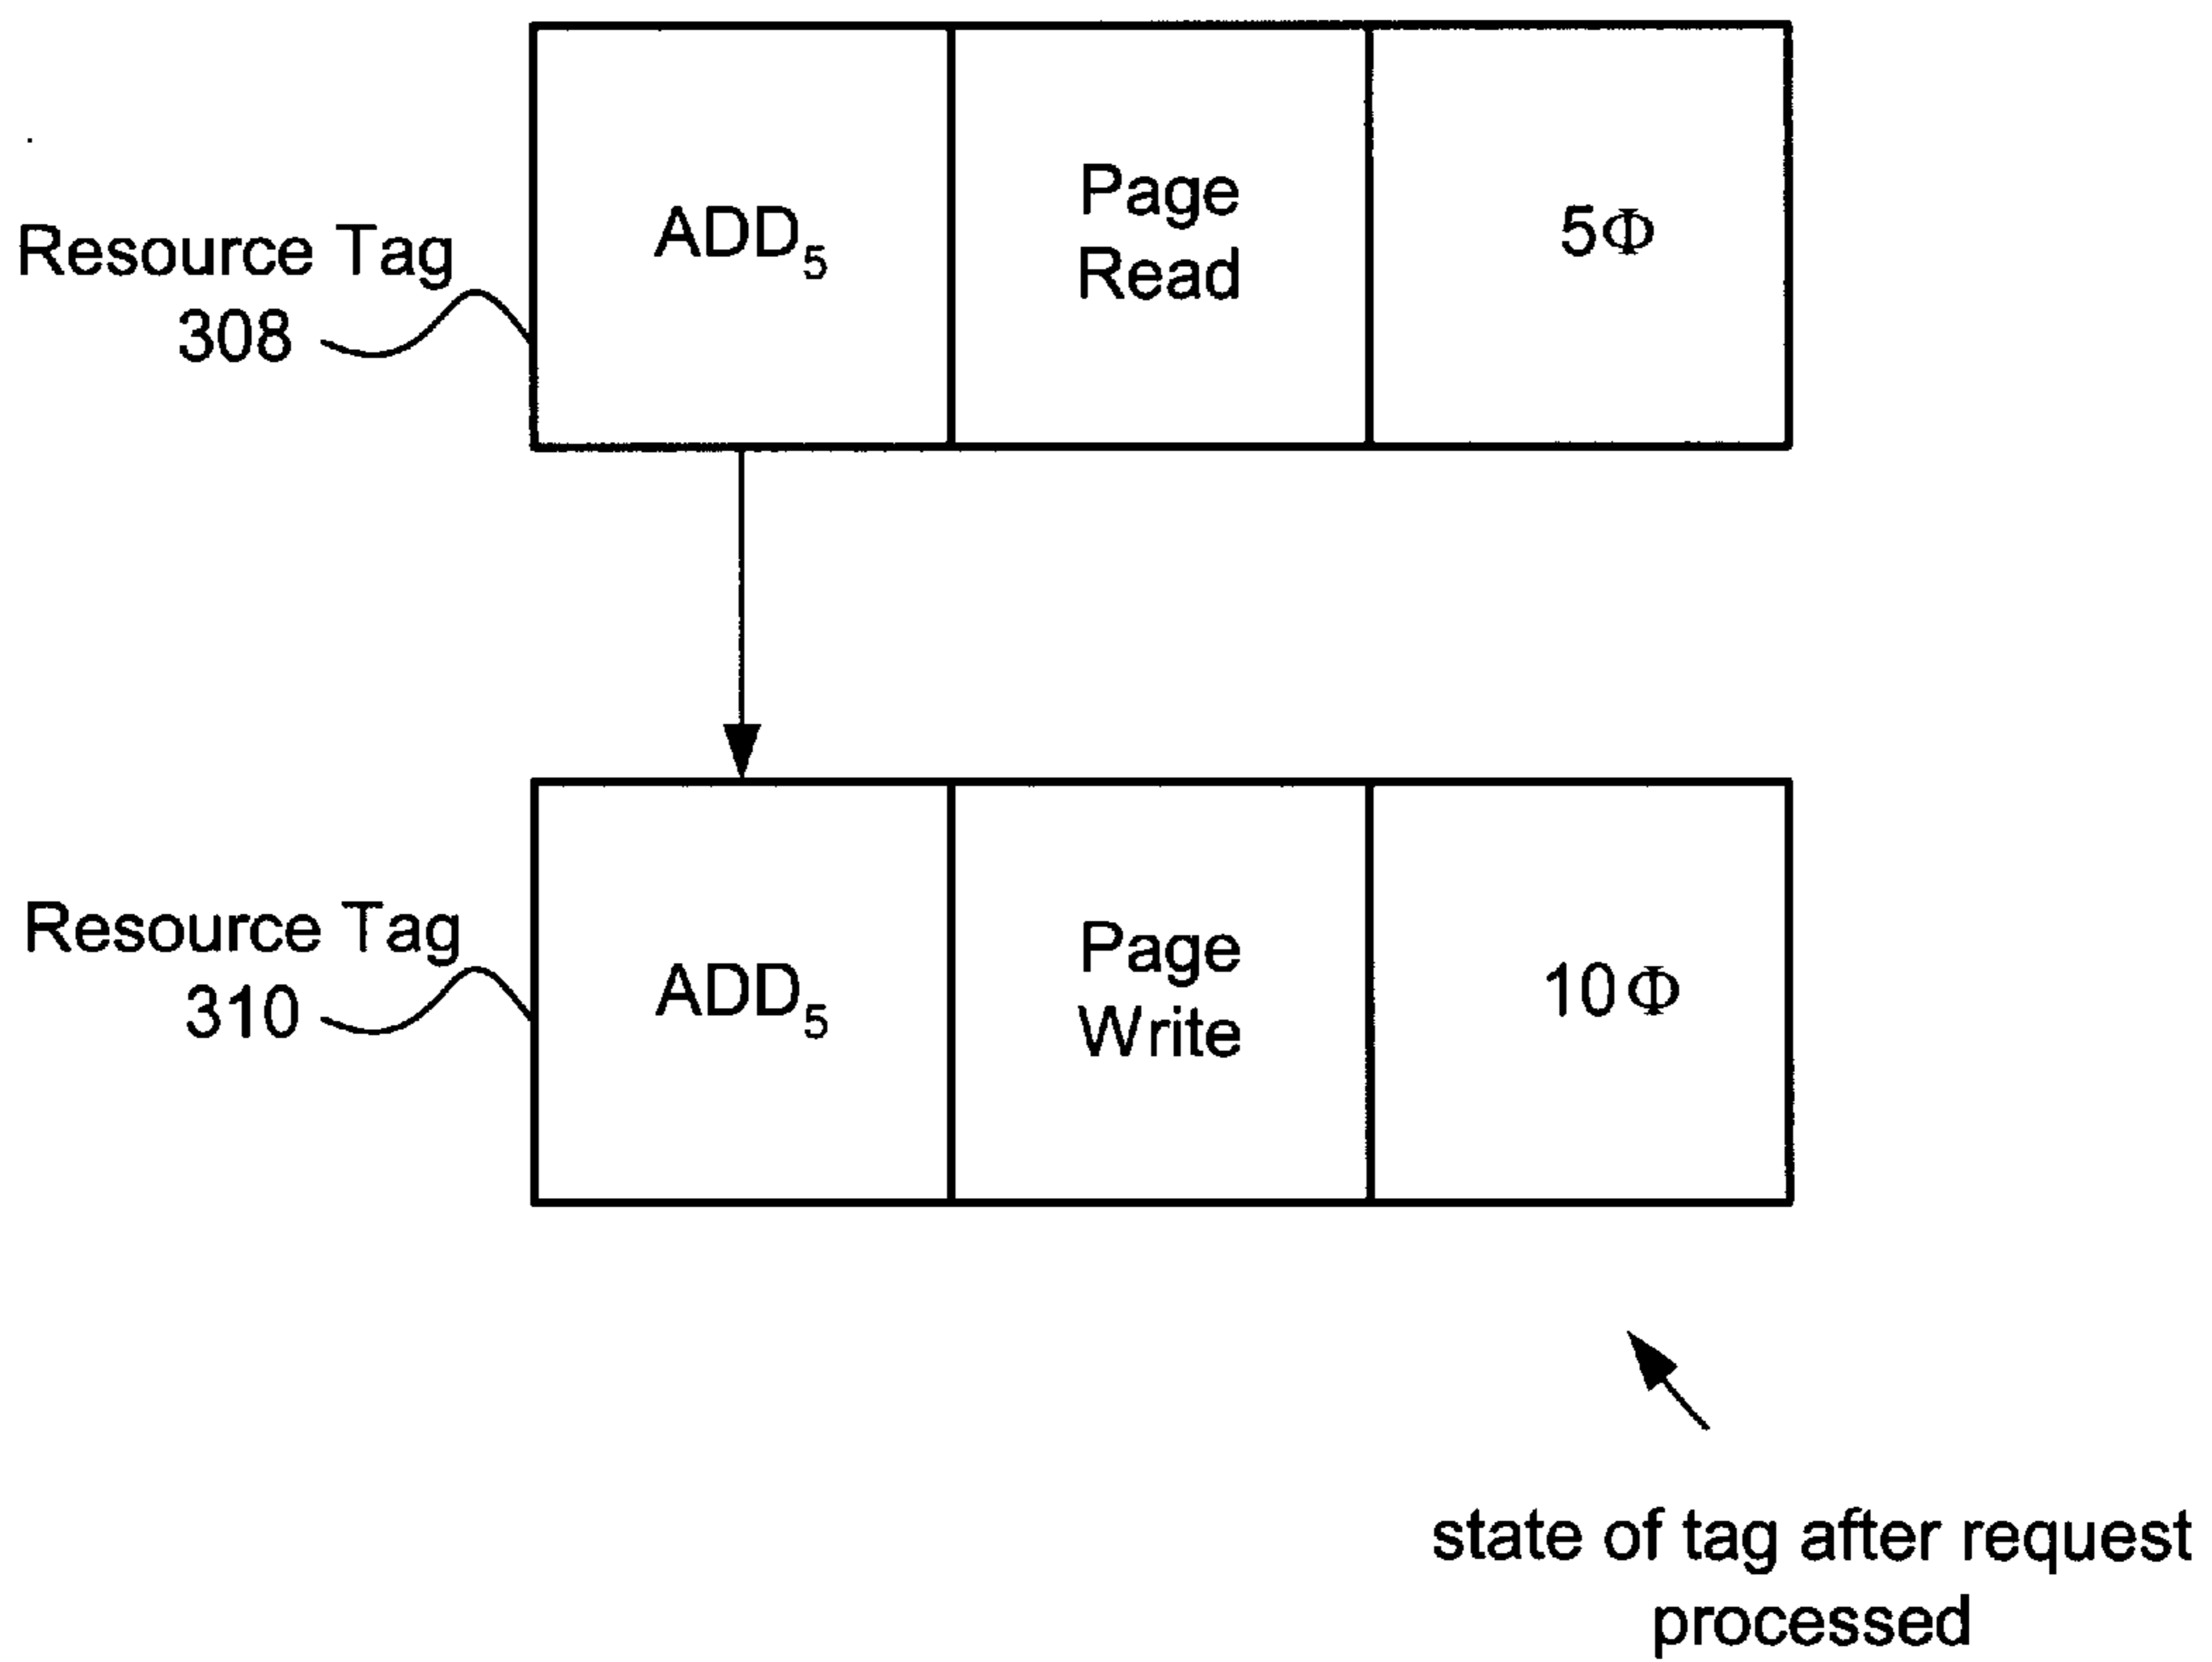 Resource Tag
308
ADD₅
Page
Read
5Φ
Resource Tag
310
ADD₅
Page
Write
10Φ
state of tag after request
processed